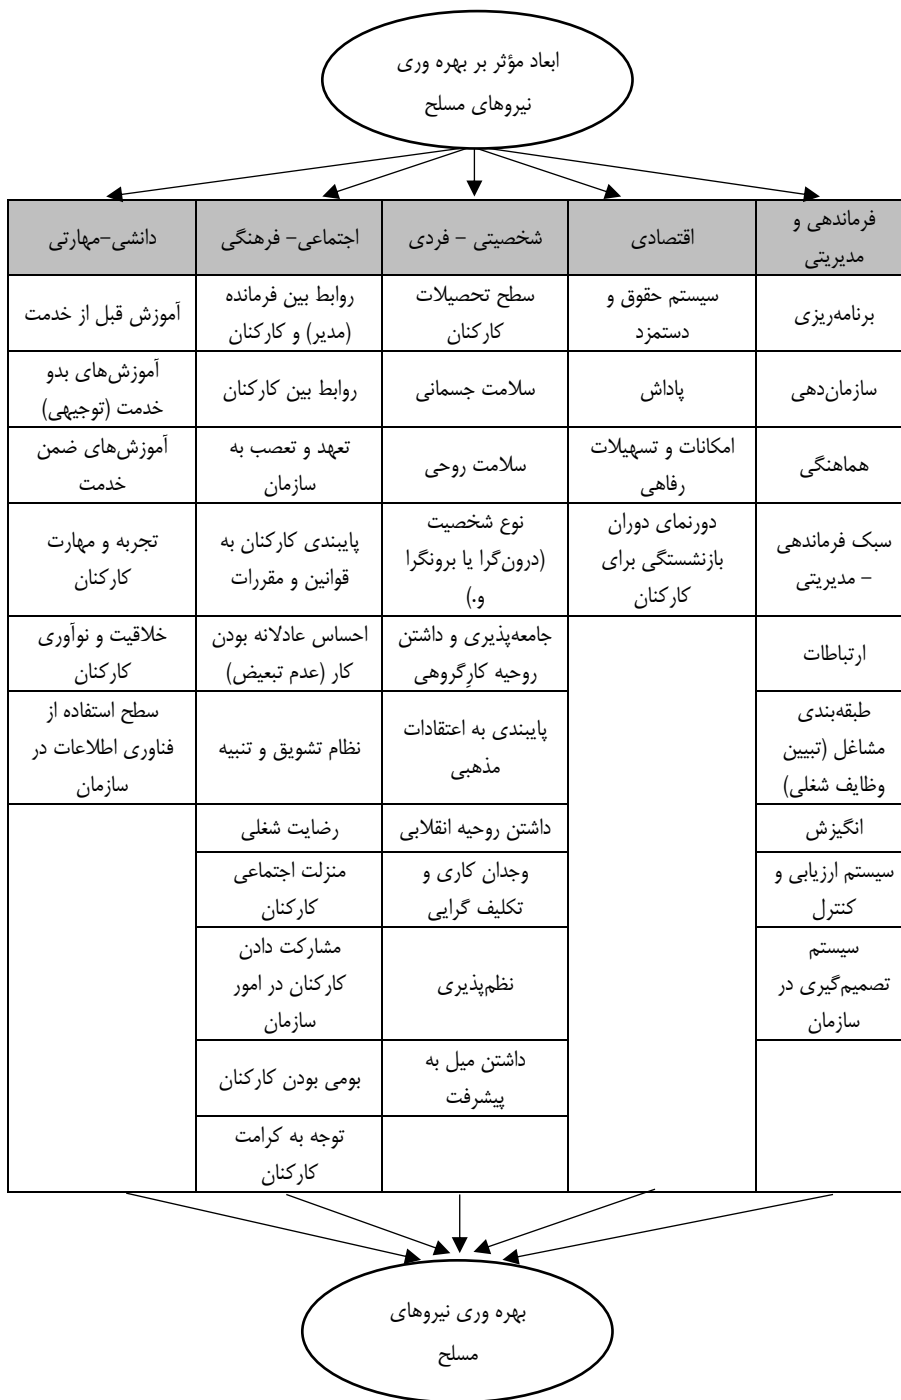 ابعاد مؤثر بر بهره وری
نیروهای مسلح
فرماندهی و
مدیریتی
اقتصادی
شخصیتی – فردی
اجتماعی– فرهنگی
دانشی–مهارتی
برنامه‌ریزی
سیستم حقوق و
دستمزد
سطح تحصیلات
کارکنان
روابط بین فرمانده
(مدیر) و کارکنان
آموزش قبل از خدمت
سازمان‌دهی
پاداش
سلامت جسمانی
روابط بین کارکنان
آموزش‌های بدو
خدمت (توجیهی)
هماهنگی
امکانات و تسهیلات
رفاهی
سلامت روحی
تعهد و تعصب به
سازمان
آموزش‌های ضمن
خدمت
سبک فرماندهی
– مدیریتی
دورنمای دوران
بازنشستگی برای
کارکنان
نوع شخصیت
(درون‌گرا یا برونگرا
و.)
پایبندی کارکنان به
قوانین و مقررات
تجربه و مهارت
کارکنان
ارتباطات
جامعه‌پذیری و داشتن
روحیه کارِگروهی
احساس عادلانه بودن
کار (عدم تبعیض)
خلاقیت و نوآوری
کارکنان
طبقه‌بندی
مشاغل (تبیین
وظایف شغلی)
پایبندی به اعتقادات
مذهبی
نظام تشویق و تنبیه
سطح استفاده از
فناوری اطلاعات در
سازمان
انگیزش
داشتن روحیه انقلابی
رضایت شغلی
سیستم ارزیابی و
کنترل
وجدان کاری و
تکلیف گرایی
منزلت اجتماعی
کارکنان
سیستم
تصمیم‌گیری در
سازمان
نظم‌پذیری
مشارکت دادن
کارکنان در امور
سازمان
داشتن میل به
پیشرفت
بومی بودن کارکنان
توجه به کرامت
کارکنان
بهره وری نیروهای
مسلح